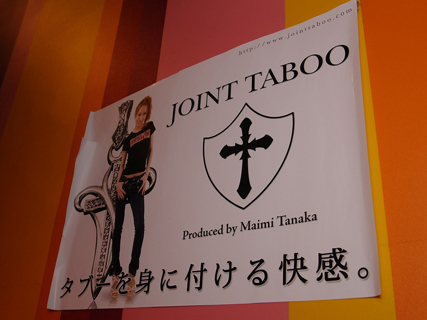 http://www.jointtaboo.com
JOINT TABOO
Produced by Maimi Tanaka
タブーを身に付ける快感。